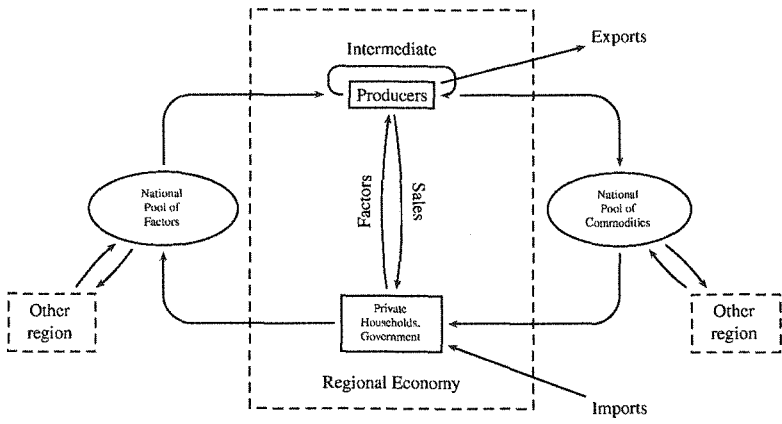 Intermediate
Exports
Producers
National
Pool of
Factors
Factors
Sales
National
Pool of
Commodities
Other
region
Private
Households.
Government
Other
region
Regional Economy
Imports